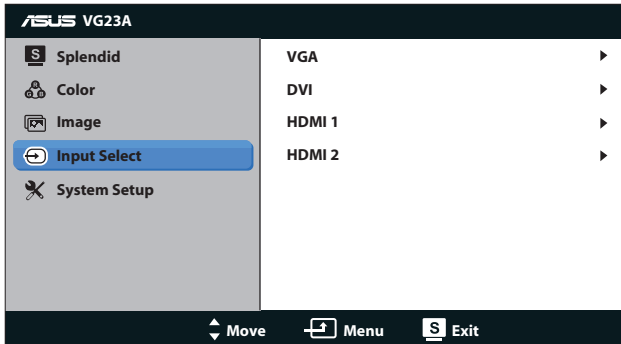 ASUS VG23A
S Splendid
R G B Color
Image
Input Select
System Setup
VGA
DVI
HDMI 1
HDMI 2
Move Menu S Exit